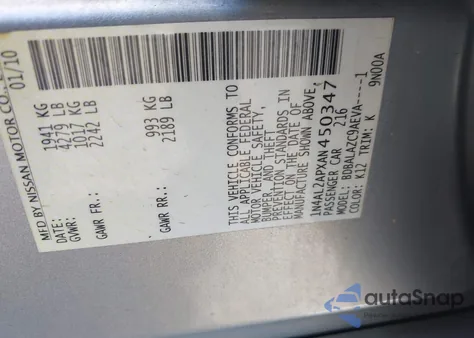 MFD BY NISSAN MOTOR CO.,
DATE: 01/10
GVWR: 1941 KG
4279 LB
GAWR FR.: 1017 KG
2242 LB
GAWR RR.: 993 KG
2189 LB
THIS VEHICLE CONFORMS TO
ALL APPLICABLE FEDERAL
MOTOR VEHICLE SAFETY,
BUMPER, AND THEFT
PREVENTION STANDARDS IN
EFFECT ON THE DATE OF
MANUFACTURE SHOWN ABOVE.
1N4AL2APXAN450347
PASSENGER CAR 216
MODEL: BDBALAZC9AEVA----1
COLOR: K12 TRIM: K 9N00A
autoSnap